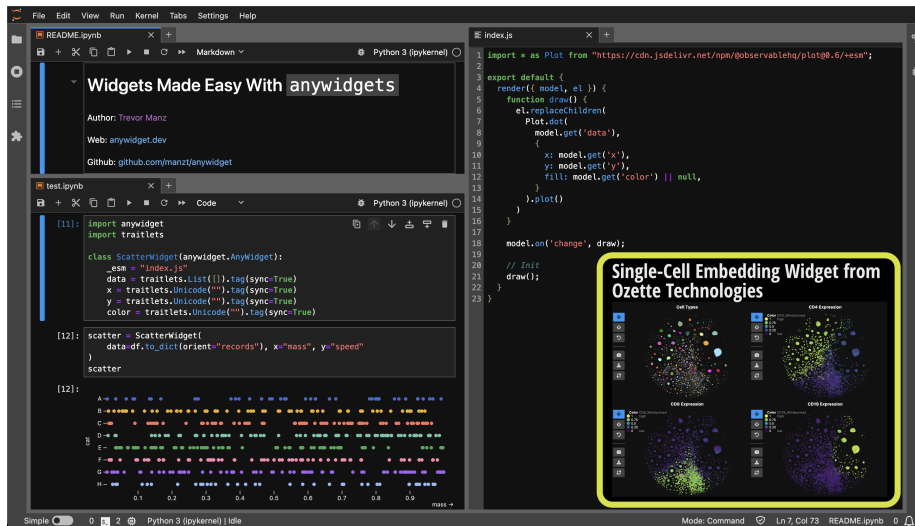 File Edit View Run Kernel Tabs Settings Help
README.ipynb
Markdown Python 3 (ipykernel)
Widgets Made Easy With anywidgets
Author: Trevor Manz
Web: anywidget.dev
Github: github.com/manzt/anywidget
test.ipynb
Code Python 3 (ipykernel)
[11]: import anywidget
import traitlets
class ScatterWidget(anywidget.AnyWidget):
_esm = "index.js"
data = traitlets.List([]).tag(sync=True)
x = traitlets.Unicode("").tag(sync=True)
y = traitlets.Unicode("").tag(sync=True)
color = traitlets.Unicode("").tag(sync=True)
[12]: scatter = ScatterWidget(
data=df.to_dict(orient="records"), x="mass", y="speed"
)
scatter
[12]:
A
B
C
D
cat
E
F
G
H
0.1 0.2 0.3 0.4 0.5 0.6 0.7 0.8 0.9
mass →
index.js
1 import * as Plot from "https://cdn.jsdelivr.net/npm/@observablehq/plot@0.6/+esm";
2
3 export default {
4 render({ model, el }) {
5 function draw() {
6 el.replaceChildren(
7 Plot.dot(
8 model.get('data'),
9 {
10 x: model.get('x'),
11 y: model.get('y'),
12 fill: model.get('color') || null,
13 }
14 ).plot()
15 )
16 }
17
18 model.on('change', draw);
19
20 // Init
21 draw();
22 }
23 }
Single-Cell Embedding Widget from
Ozette Technologies
Cell Types CD4 Expression
CD8 Expression CD19 Expression
Simple 0 2 Python 3 (ipykernel) | Idle Mode: Command Ln 7, Col 73 README.ipynb 0